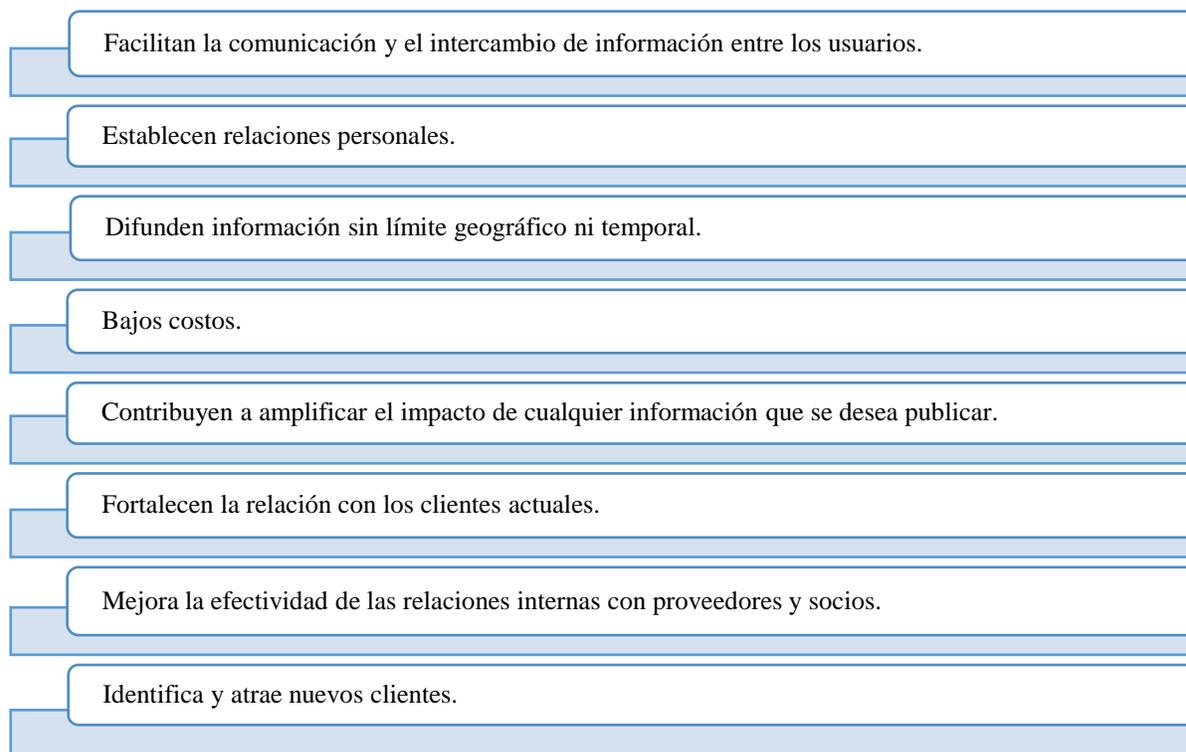 Facilitan la comunicación y el intercambio de información entre los usuarios.
Establecen relaciones personales.
Difunden información sin límite geográfico ni temporal.
Bajos costos.
Contribuyen a amplificar el impacto de cualquier información que se desea publicar.
Fortalecen la relación con los clientes actuales.
Mejora la efectividad de las relaciones internas con proveedores y socios.
Identifica y atrae nuevos clientes.